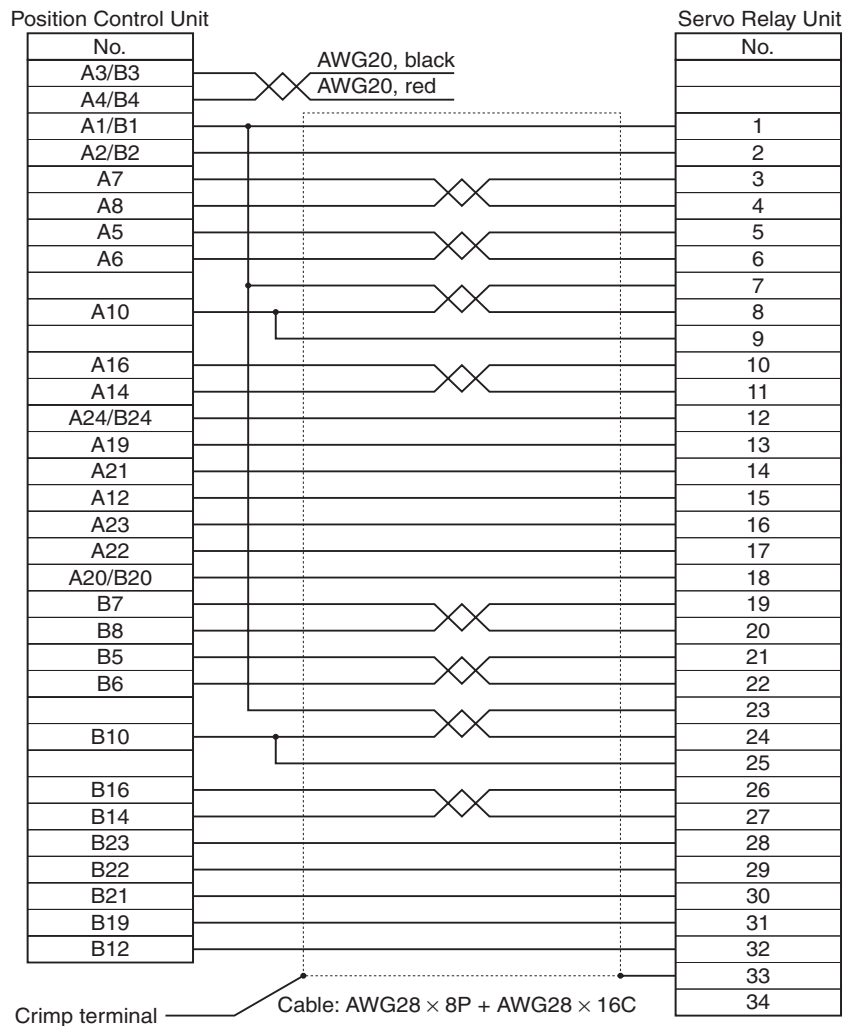 Position Control Unit Servo Relay Unit
No. No.
A3/B3 AWG20, black
A4/B4 AWG20, red
A1/B1 1
A2/B2 2
A7 3
A8 4
A5 5
A6 6
7
A10 8
9
A16 10
A14 11
A24/B24 12
A19 13
A21 14
A12 15
A23 16
A22 17
A20/B20 18
B7 19
B8 20
B5 21
B6 22
23
B10 24
25
B16 26
B14 27
B23 28
B22 29
B21 30
B19 31
B12 32
33
Crimp terminal Cable: AWG28 × 8P + AWG28 × 16C 34